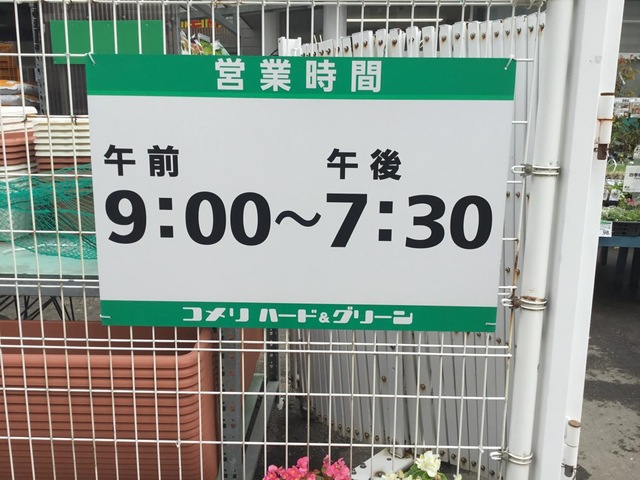 営業時間
午前 午後
9:00～7:30
コメリ ハード&グリーン